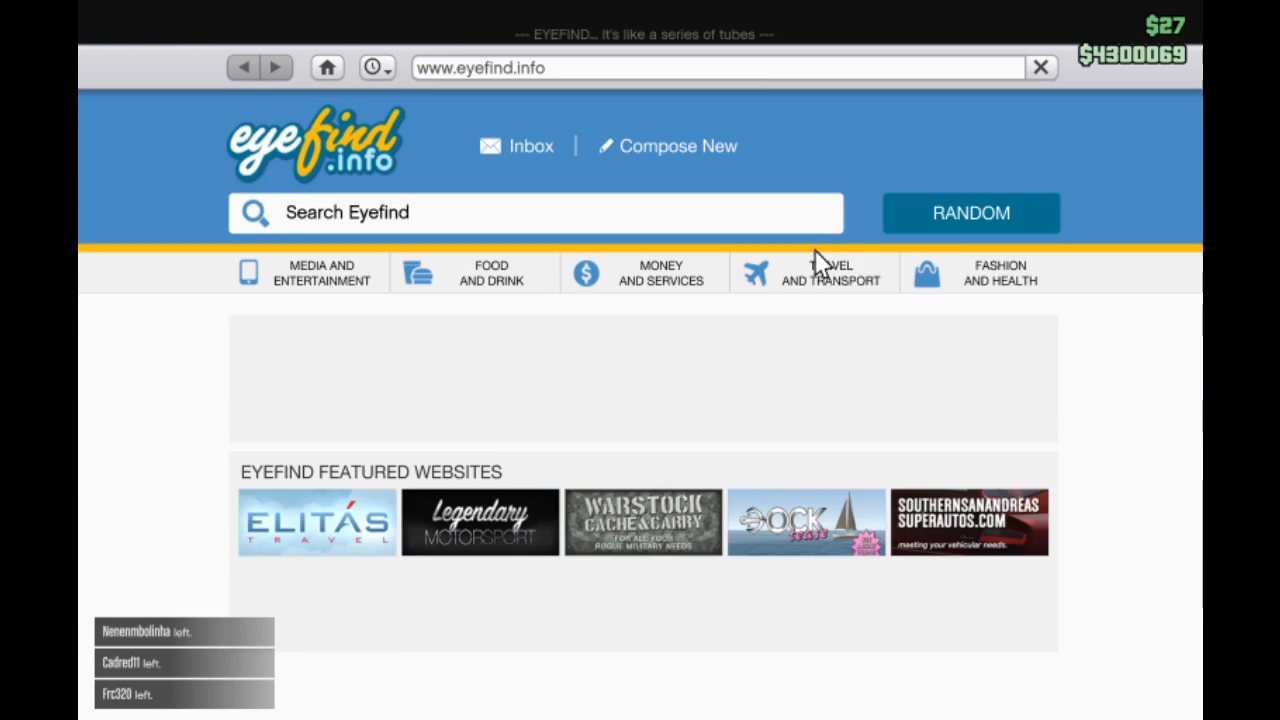 --- EYEFIND... It's like a series of tubes ---
$27
$4300069
www.eyefind.info
eyefind
.info
Inbox
Compose New
Search Eyefind
RANDOM
MEDIA AND
ENTERTAINMENT
FOOD
AND DRINK
MONEY
AND SERVICES
AND TRANSPORT
FASHION
AND HEALTH
EYEFIND FEATURED WEBSITES
ELITÁS
TRAVEL
Legendary
MOTORSPORT
WARSTOCK
CACHE & CARRY
FOR ALL YOUR
ROGUE MILITARY NEEDS
DOCK
tease
SOUTHERNSANANDREAS
SUPERAUTOS.COM
meeting your vehicular needs.
Nenenmbolinha left.
Cadred11 left.
Frc320 left.